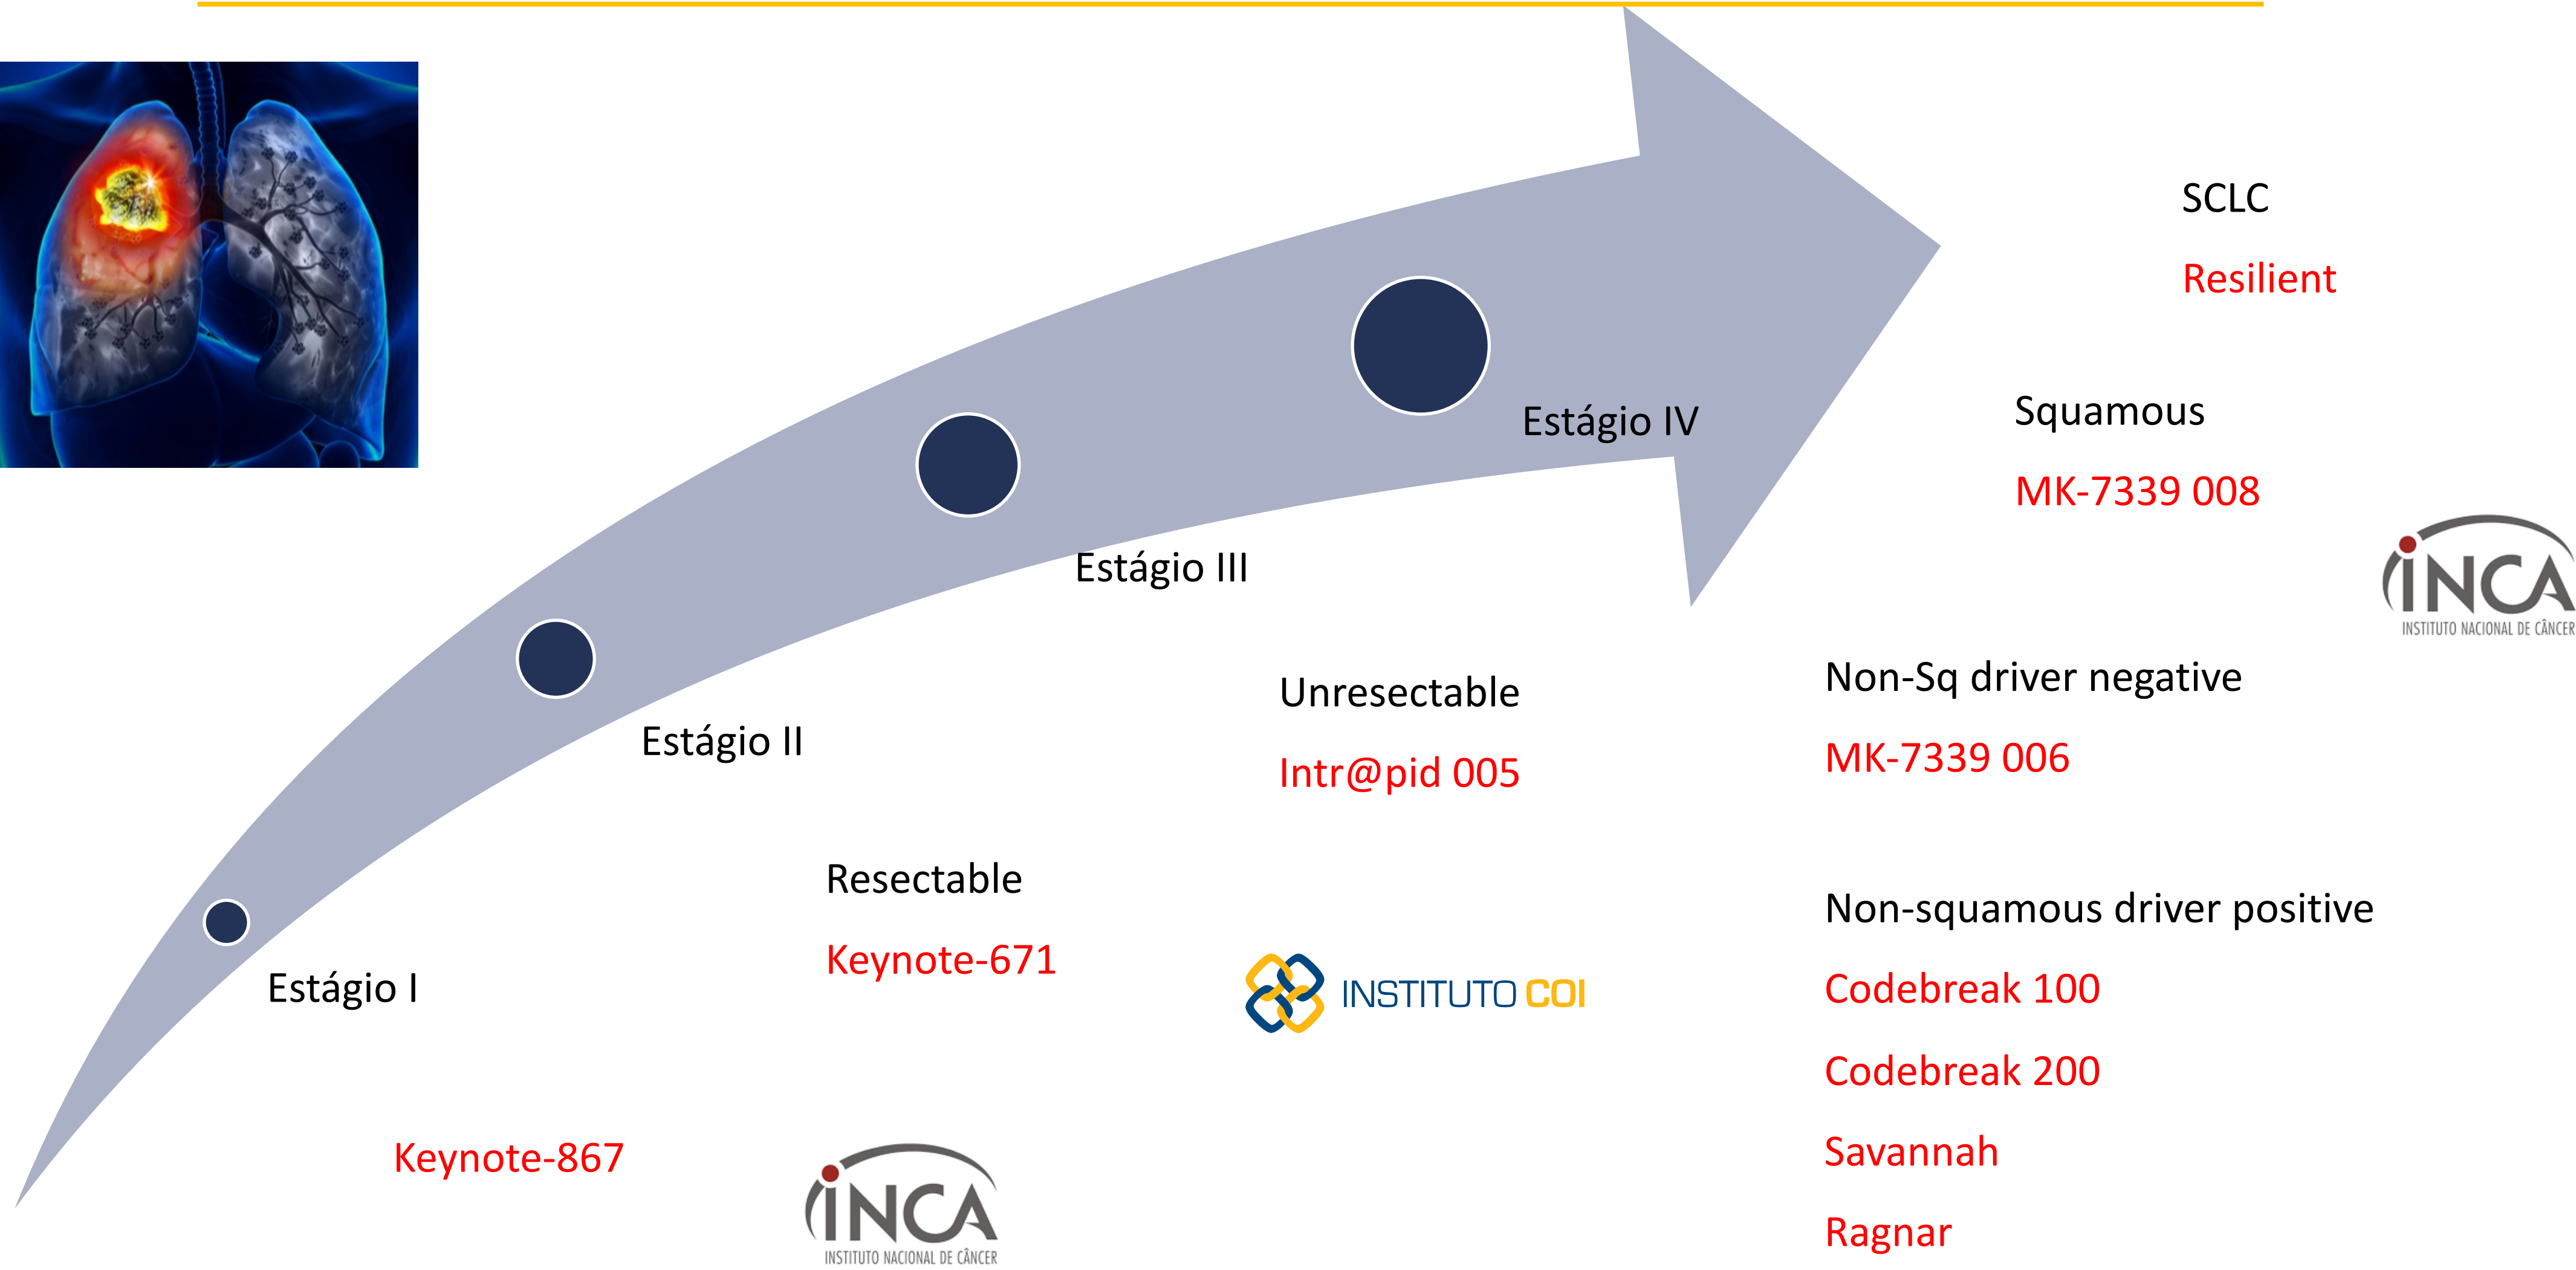 SCLC
Resilient
Squamous
MK-7339 008
Estágio IV
INCA
INSTITUTO NACIONAL DE CÂNCER
Estágio III
Non-Sq driver negative
MK-7339 006
Unresectable
Intr@pid 005
Estágio II
Resectable
Keynote-671
Non-squamous driver positive
Codebreak 100
Codebreak 200
Savannah
Ragnar
INSTITUTO COI
Estágio I
Keynote-867
INCA
INSTITUTO NACIONAL DE CÂNCER